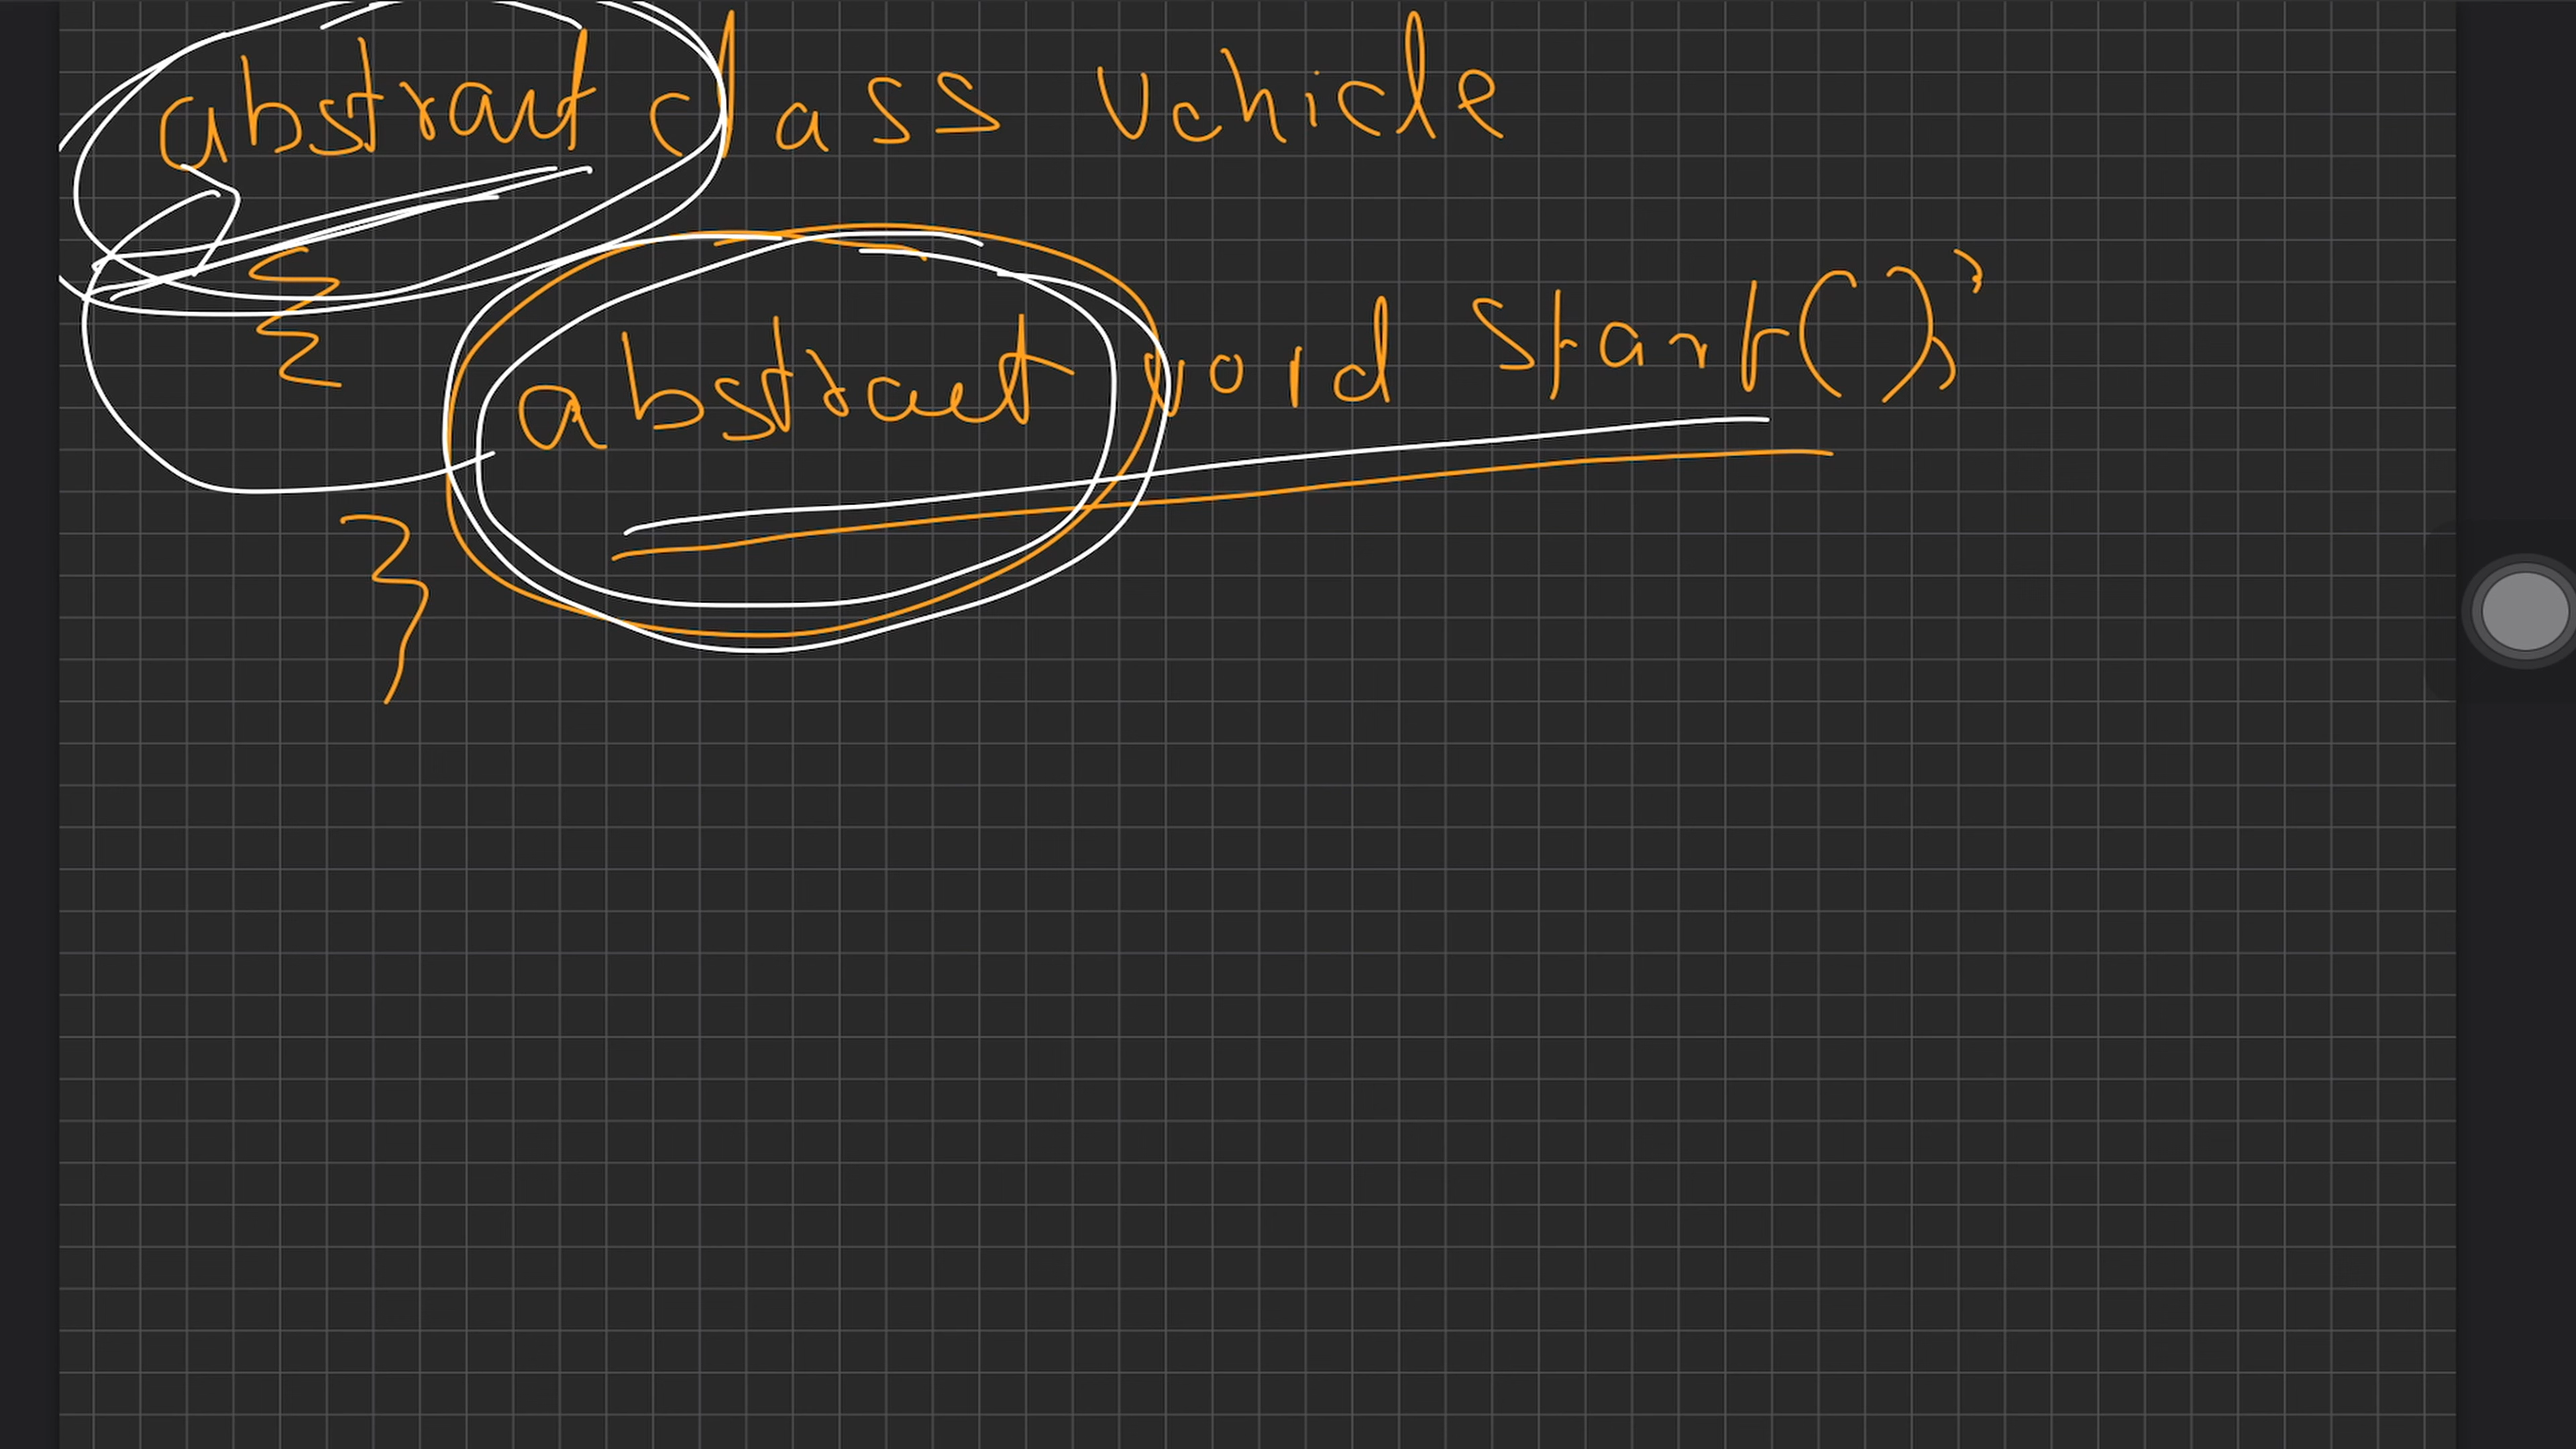 abstract class Vehicle
{
abstract void start();
}